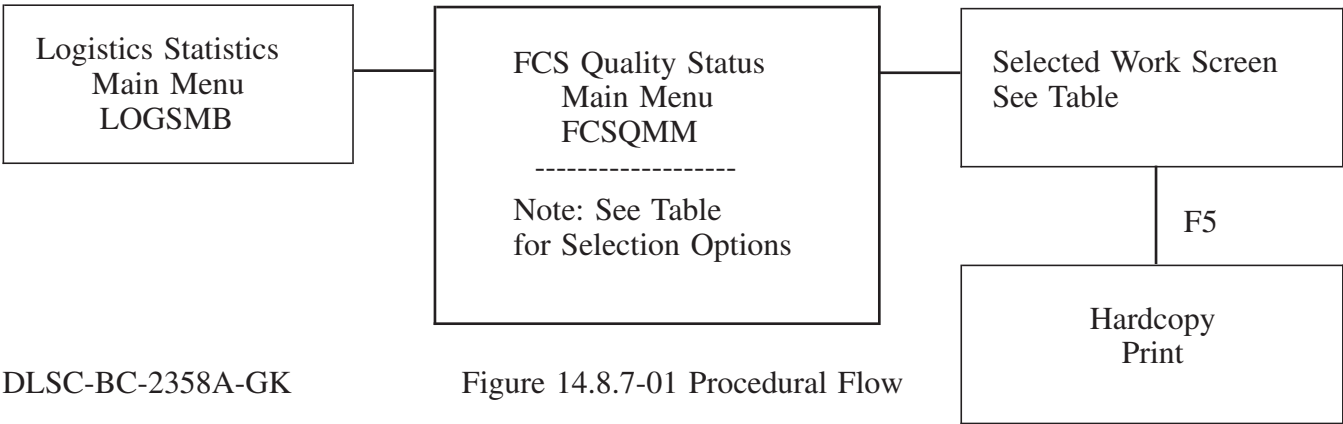 Logistics Statistics
Main Menu
LOGSMB
FCS Quality Status
Main Menu
FCSQMM
-------------------
Note: See Table
for Selection Options
Selected Work Screen
See Table
F5
Hardcopy
Print
DLSC-BC-2358A-GK
Figure 14.8.7-01 Procedural Flow